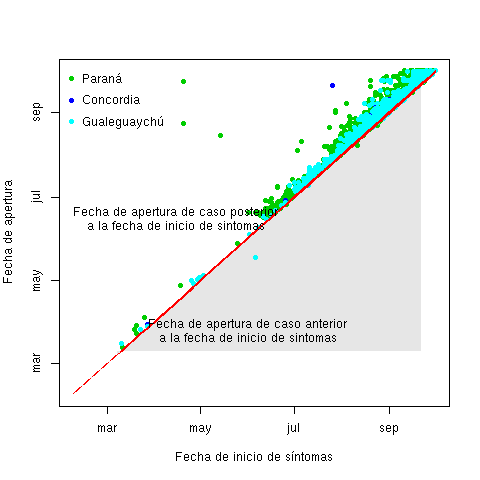 Paraná
Concordia
Gualeguaychú
sep
jul
may
mar
Fecha de apertura
Fecha de apertura de caso posterior
a la fecha de inicio de sintomas
Fecha de apertura de caso anterior
a la fecha de inicio de sintomas
mar
may
jul
sep
Fecha de inicio de síntomas